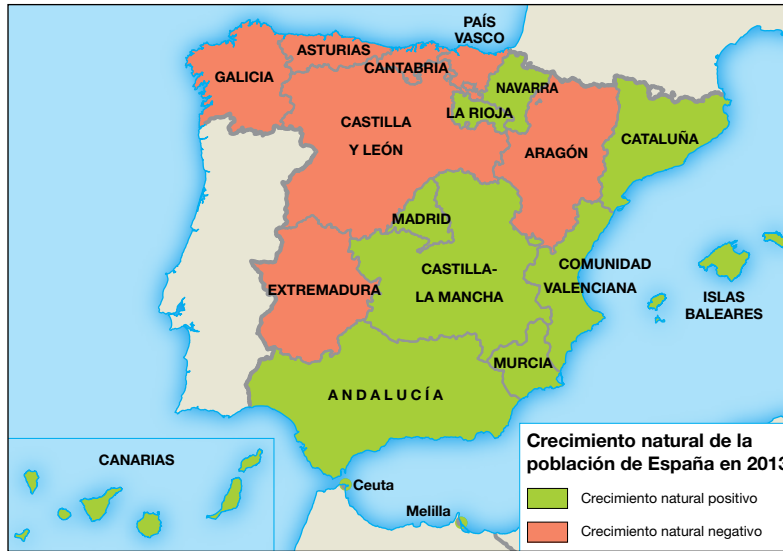 PAÍS
VASCO
ASTURIAS
CANTABRIA
GALICIA
NAVARRA
LA RIOJA
CASTILLA
Y LEÓN
ARAGÓN
CATALUÑA
MADRID
COMUNIDAD
VALENCIANA
CASTILLA-
LA MANCHA
EXTREMADURA
ISLAS
BALEARES
MURCIA
ANDALUCÍA
CANARIAS
Ceuta
Melilla
Crecimiento natural de la
población de España en 2013
Crecimiento natural positivo
Crecimiento natural negativo